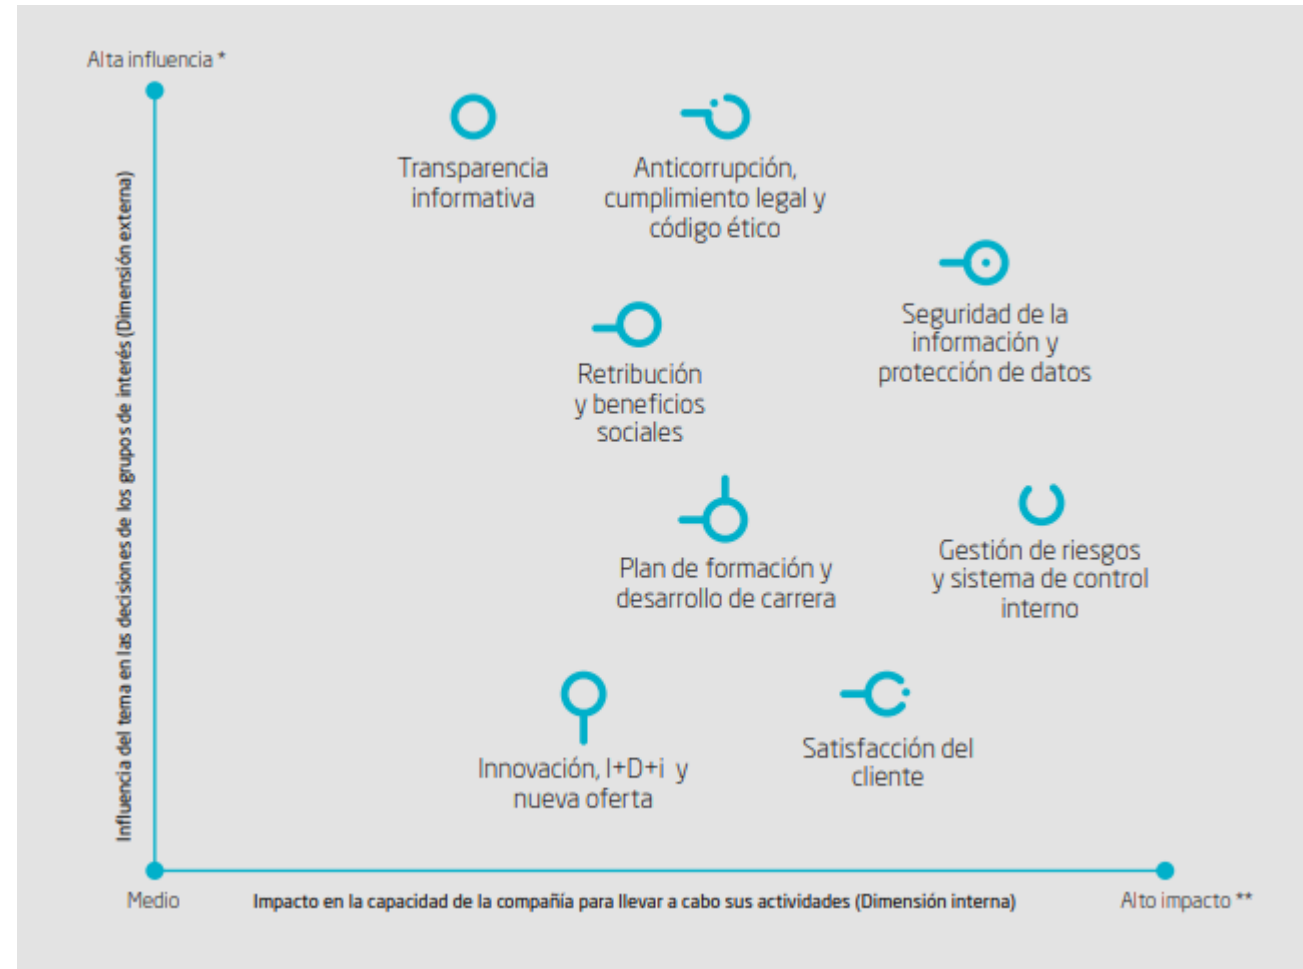 Alta influencia *
Influencia del tema en las decisiones de los grupos de interés (Dimensión externa)
Transparencia
informativa
Anticorrupción,
cumplimiento legal y
código ético
Seguridad de la
información y
protección de datos
Retribución
y beneficios
sociales
Plan de formación y
desarrollo de carrera
Gestión de riesgos
y sistema de control
interno
Innovación, I+D+i y
nueva oferta
Satisfacción del
cliente
Medio
Impacto en la capacidad de la compañía para llevar a cabo sus actividades (Dimensión interna)
Alto impacto **